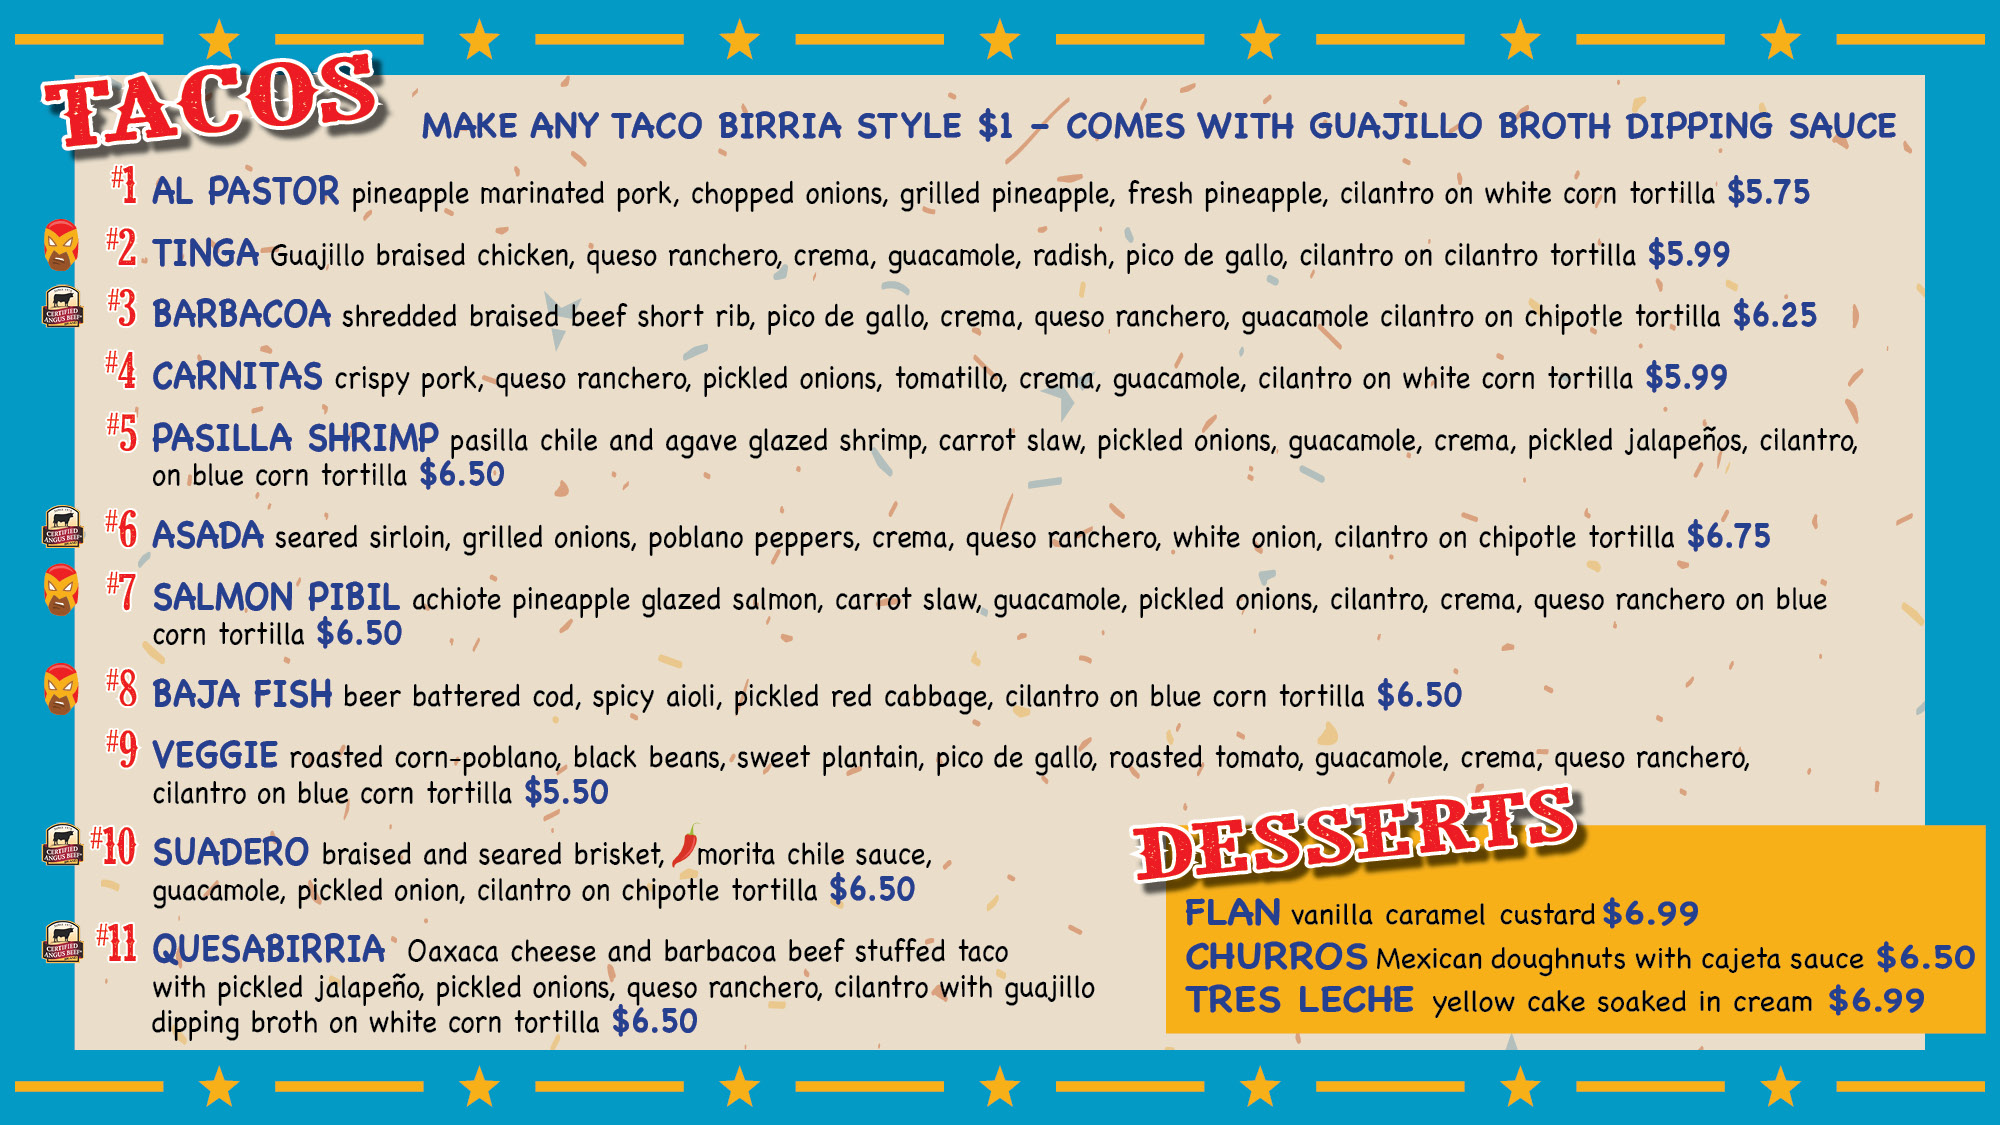 TACOS
MAKE ANY TACO BIRRIA STYLE $1 – COMES WITH GUAJILLO BROTH DIPPING SAUCE
#1 AL PASTOR pineapple marinated pork, chopped onions, grilled pineapple, fresh pineapple, cilantro on white corn tortilla $5.75
#2 TINGA Guajillo braised chicken, queso ranchero, crema, guacamole, radish, pico de gallo, cilantro on cilantro tortilla $5.99
CERTIFIED
ANGUS BEEF
#3 BARBACOA shredded braised beef short rib, pico de gallo, crema, queso ranchero, guacamole cilantro on chipotle tortilla $6.25
#4 CARNITAS crispy pork, queso ranchero, pickled onions, tomatillo, crema, guacamole, cilantro on white corn tortilla $5.99
#5 PASILLA SHRIMP pasilla chile and agave glazed shrimp, carrot slaw, pickled onions, guacamole, crema, pickled jalapeños, cilantro,
on blue corn tortilla $6.50
CERTIFIED
ANGUS BEEF
#6 ASADA seared sirloin, grilled onions, poblano peppers, crema, queso ranchero, white onion, cilantro on chipotle tortilla $6.75
#7 SALMON PIBIL achiote pineapple glazed salmon, carrot slaw, guacamole, pickled onions, cilantro, crema, queso ranchero on blue
corn tortilla $6.50
#8 BAJA FISH beer battered cod, spicy aioli, pickled red cabbage, cilantro on blue corn tortilla $6.50
#9 VEGGIE roasted corn-poblano, black beans, sweet plantain, pico de gallo, roasted tomato, guacamole, crema, queso ranchero,
cilantro on blue corn tortilla $5.50
CERTIFIED
ANGUS BEEF
#10 SUADERO braised and seared brisket, morita chile sauce,
guacamole, pickled onion, cilantro on chipotle tortilla $6.50
CERTIFIED
ANGUS BEEF
#11 QUESABIRRIA Oaxaca cheese and barbacoa beef stuffed taco
with pickled jalapeño, pickled onions, queso ranchero, cilantro with guajillo
dipping broth on white corn tortilla $6.50
DESSERTS
FLAN vanilla caramel custard $6.99
CHURROS Mexican doughnuts with cajeta sauce $6.50
TRES LECHE yellow cake soaked in cream $6.99